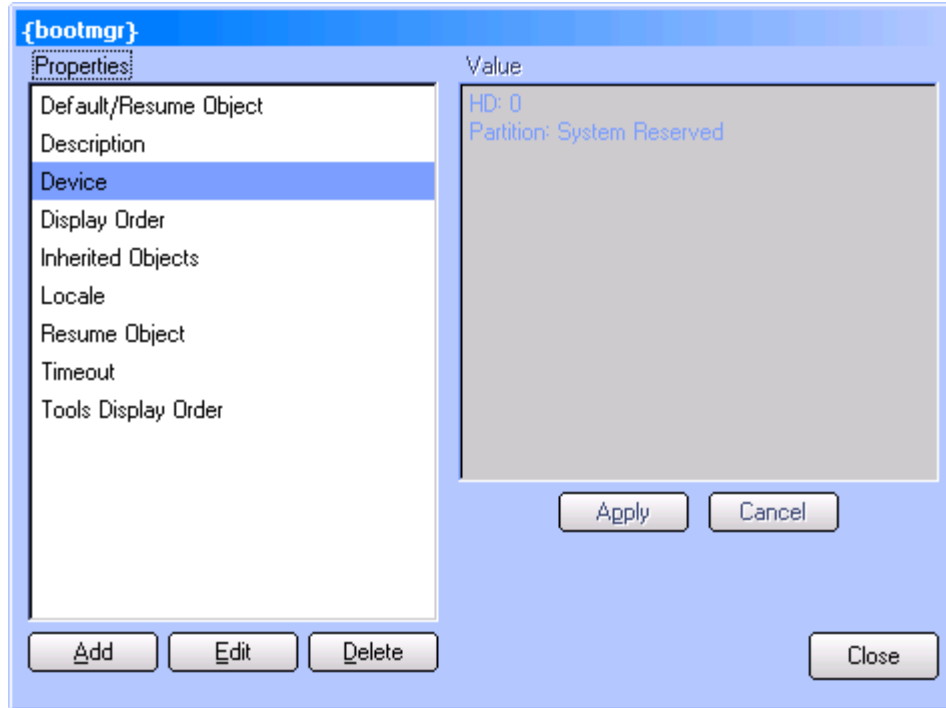 {bootmgr}
Properties
Default/Resume Object
Description
Device
Display Order
Inherited Objects
Locale
Resume Object
Timeout
Tools Display Order
Add Edit Delete
Value
HD: 0
Partition: System Reserved
Apply Cancel
Close